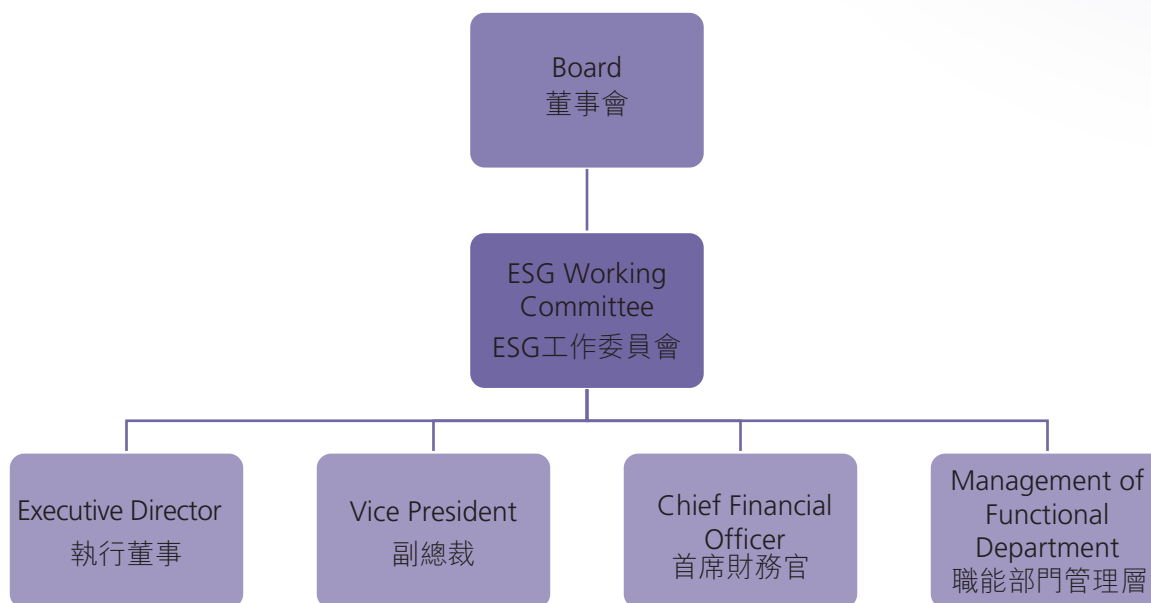 Board
董事會
ESG Working
Committee
ESG工作委員會
Executive Director
執行董事
Vice President
副總裁
Chief Financial
Officer
首席財務官
Management of
Functional
Department
職能部門管理層